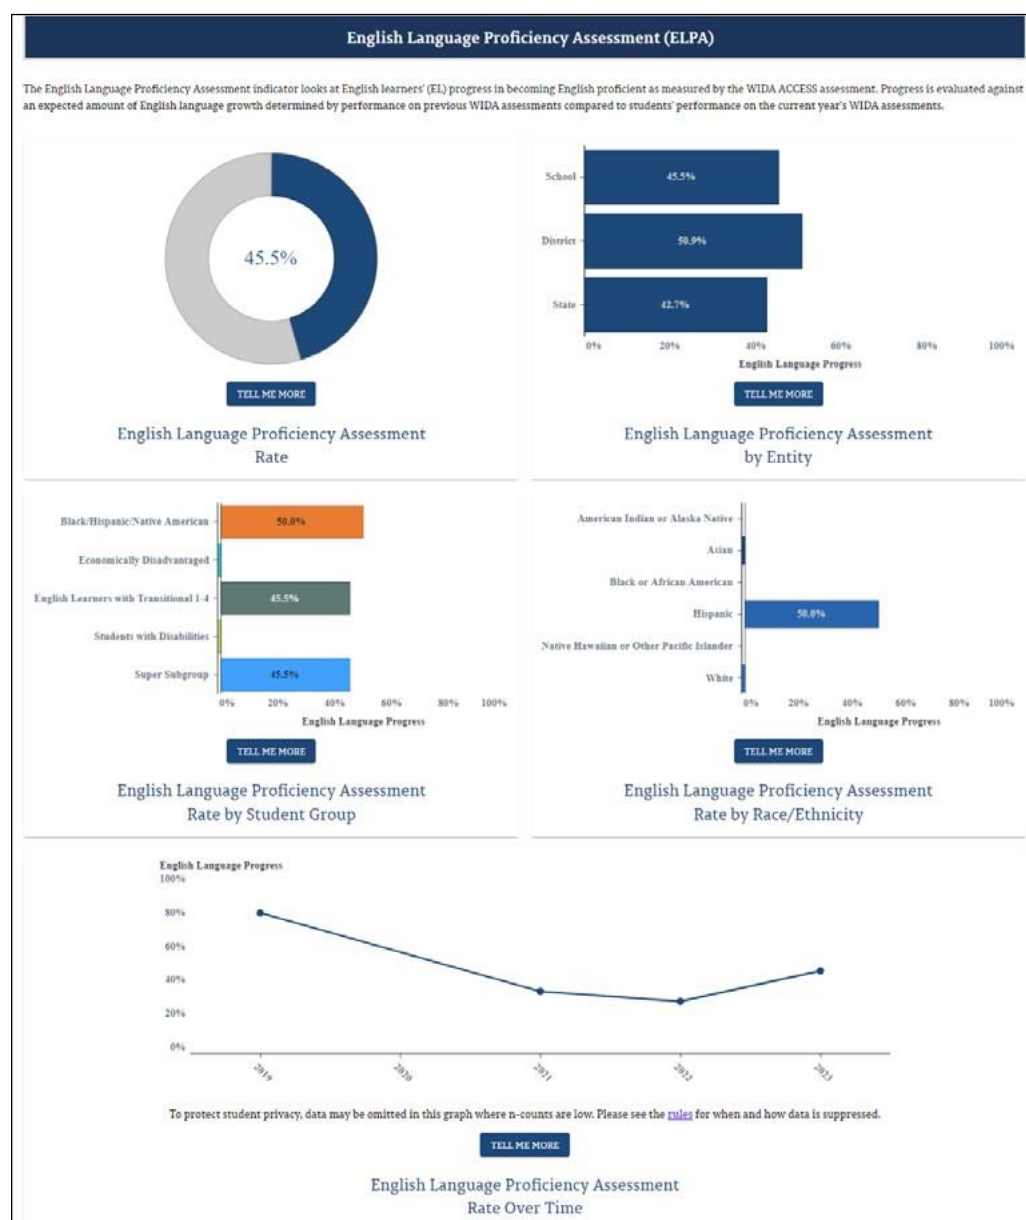 English Language Proficiency Assessment (ELPA)
The English Language Proficiency Assessment indicator looks at English learners' (EL) progress in becoming English proficient as measured by the WIDA ACCESS assessment. Progress is evaluated against
an expected amount of English language growth determined by performance on previous WIDA assessments compared to students' performance on the current year's WIDA assessments.
45.5%
TELL ME MORE
English Language Proficiency Assessment
Rate
School
45.5%
District
50.9%
State
42.7%
0% 20% 40% 60% 80% 100%
English Language Progress
TELL ME MORE
English Language Proficiency Assessment
by Entity
Black/Hispanic/Native American
50.0%
Economically Disadvantaged
English Learners with Transitional 1-4
45.5%
Students with Disabilities
Super Subgroup
45.5%
0% 20% 40% 60% 80% 100%
English Language Progress
TELL ME MORE
English Language Proficiency Assessment
Rate by Student Group
American Indian or Alaska Native
Asian
Black or African American
Hispanic
50.0%
Native Hawaiian or Other Pacific Islander
White
0% 20% 40% 60% 80% 100%
English Language Progress
TELL ME MORE
English Language Proficiency Assessment
Rate by Race/Ethnicity
English Language Progress
100%
80%
60%
40%
20%
0%
2019 2020 2021 2022 2023
To protect student privacy, data may be omitted in this graph where n-counts are low. Please see the rules for when and how data is suppressed.
TELL ME MORE
English Language Proficiency Assessment
Rate Over Time